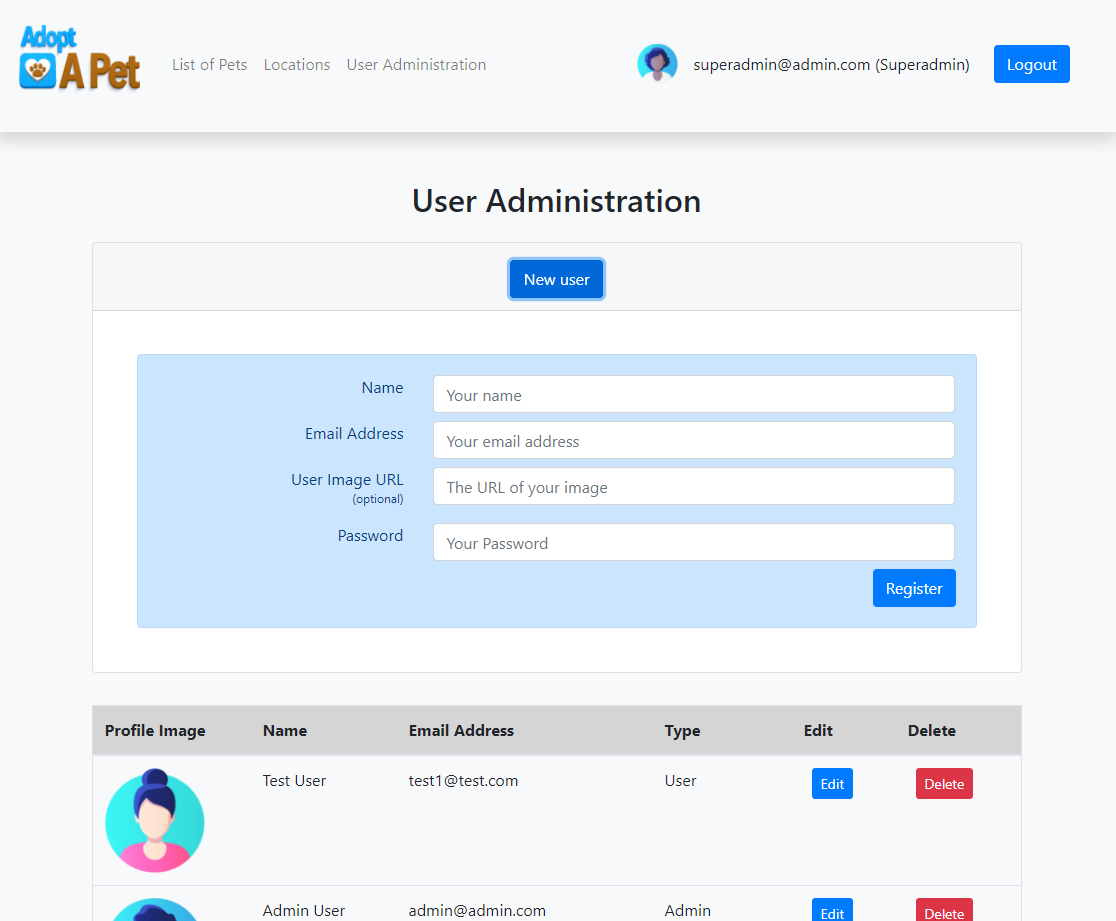 Adopt
A Pet
List of Pets Locations User Administration superadmin@admin.com (Superadmin) Logout
User Administration
New user
Name Your name
Email Address Your email address
User Image URL The URL of your image
(optional)
Password Your Password
Register
Profile Image Name Email Address Type Edit Delete
Test User test1@test.com User Edit Delete
Admin User admin@admin.com Admin Edit Delete